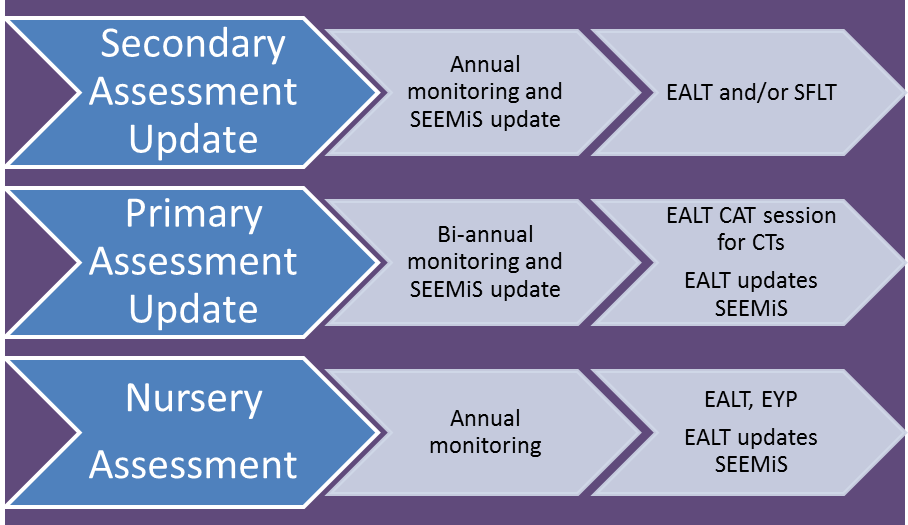 Secondary
Assessment
Update
Annual
monitoring and
SEEMiS update
EALT and/or SFLT
Primary
Assessment
Update
Bi-annual
monitoring and
SEEMiS update
EALT CAT session
for CTs
EALT updates
SEEMiS
Nursery
Assessment
Annual
monitoring
EALT, EYP
EALT updates
SEEMiS